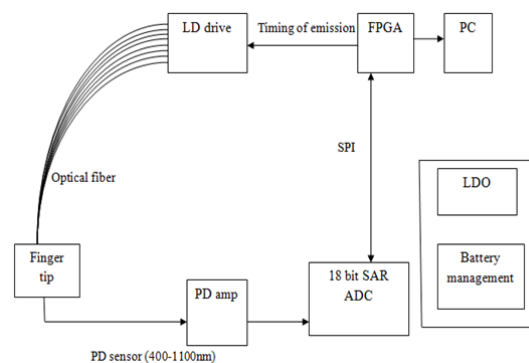 LD drive
Timing of emission
FPGA
PC
SPI
Optical fiber
LDO
Finger
tip
Battery
management
PD amp
18 bit SAR
ADC
PD sensor (400-1100nm)